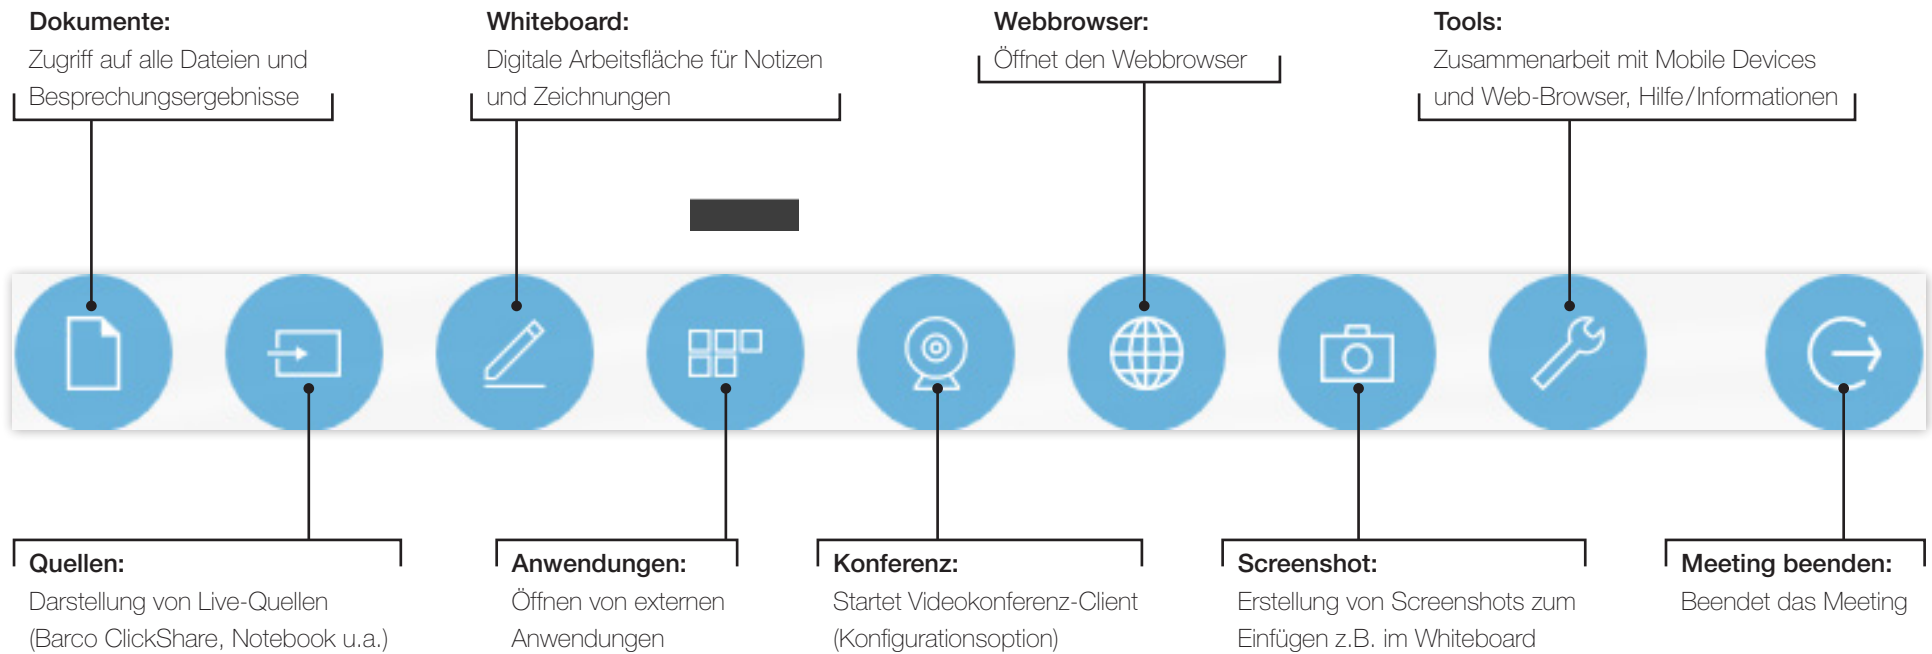 Dokumente:
Zugriff auf alle Dateien und
Besprechungsergebnisse
Whiteboard:
Digitale Arbeitsfläche für Notizen
und Zeichnungen
Webbrowser:
Öffnet den Webbrowser
Tools:
Zusammenarbeit mit Mobile Devices
und Web-Browser, Hilfe/Informationen
Quellen:
Darstellung von Live-Quellen
(Barco ClickShare, Notebook u.a.)
Anwendungen:
Öffnen von externen
Anwendungen
Konferenz:
Startet Videokonferenz-Client
(Konfigurationsoption)
Screenshot:
Erstellung von Screenshots zum
Einfügen z.B. im Whiteboard
Meeting beenden:
Beendet das Meeting